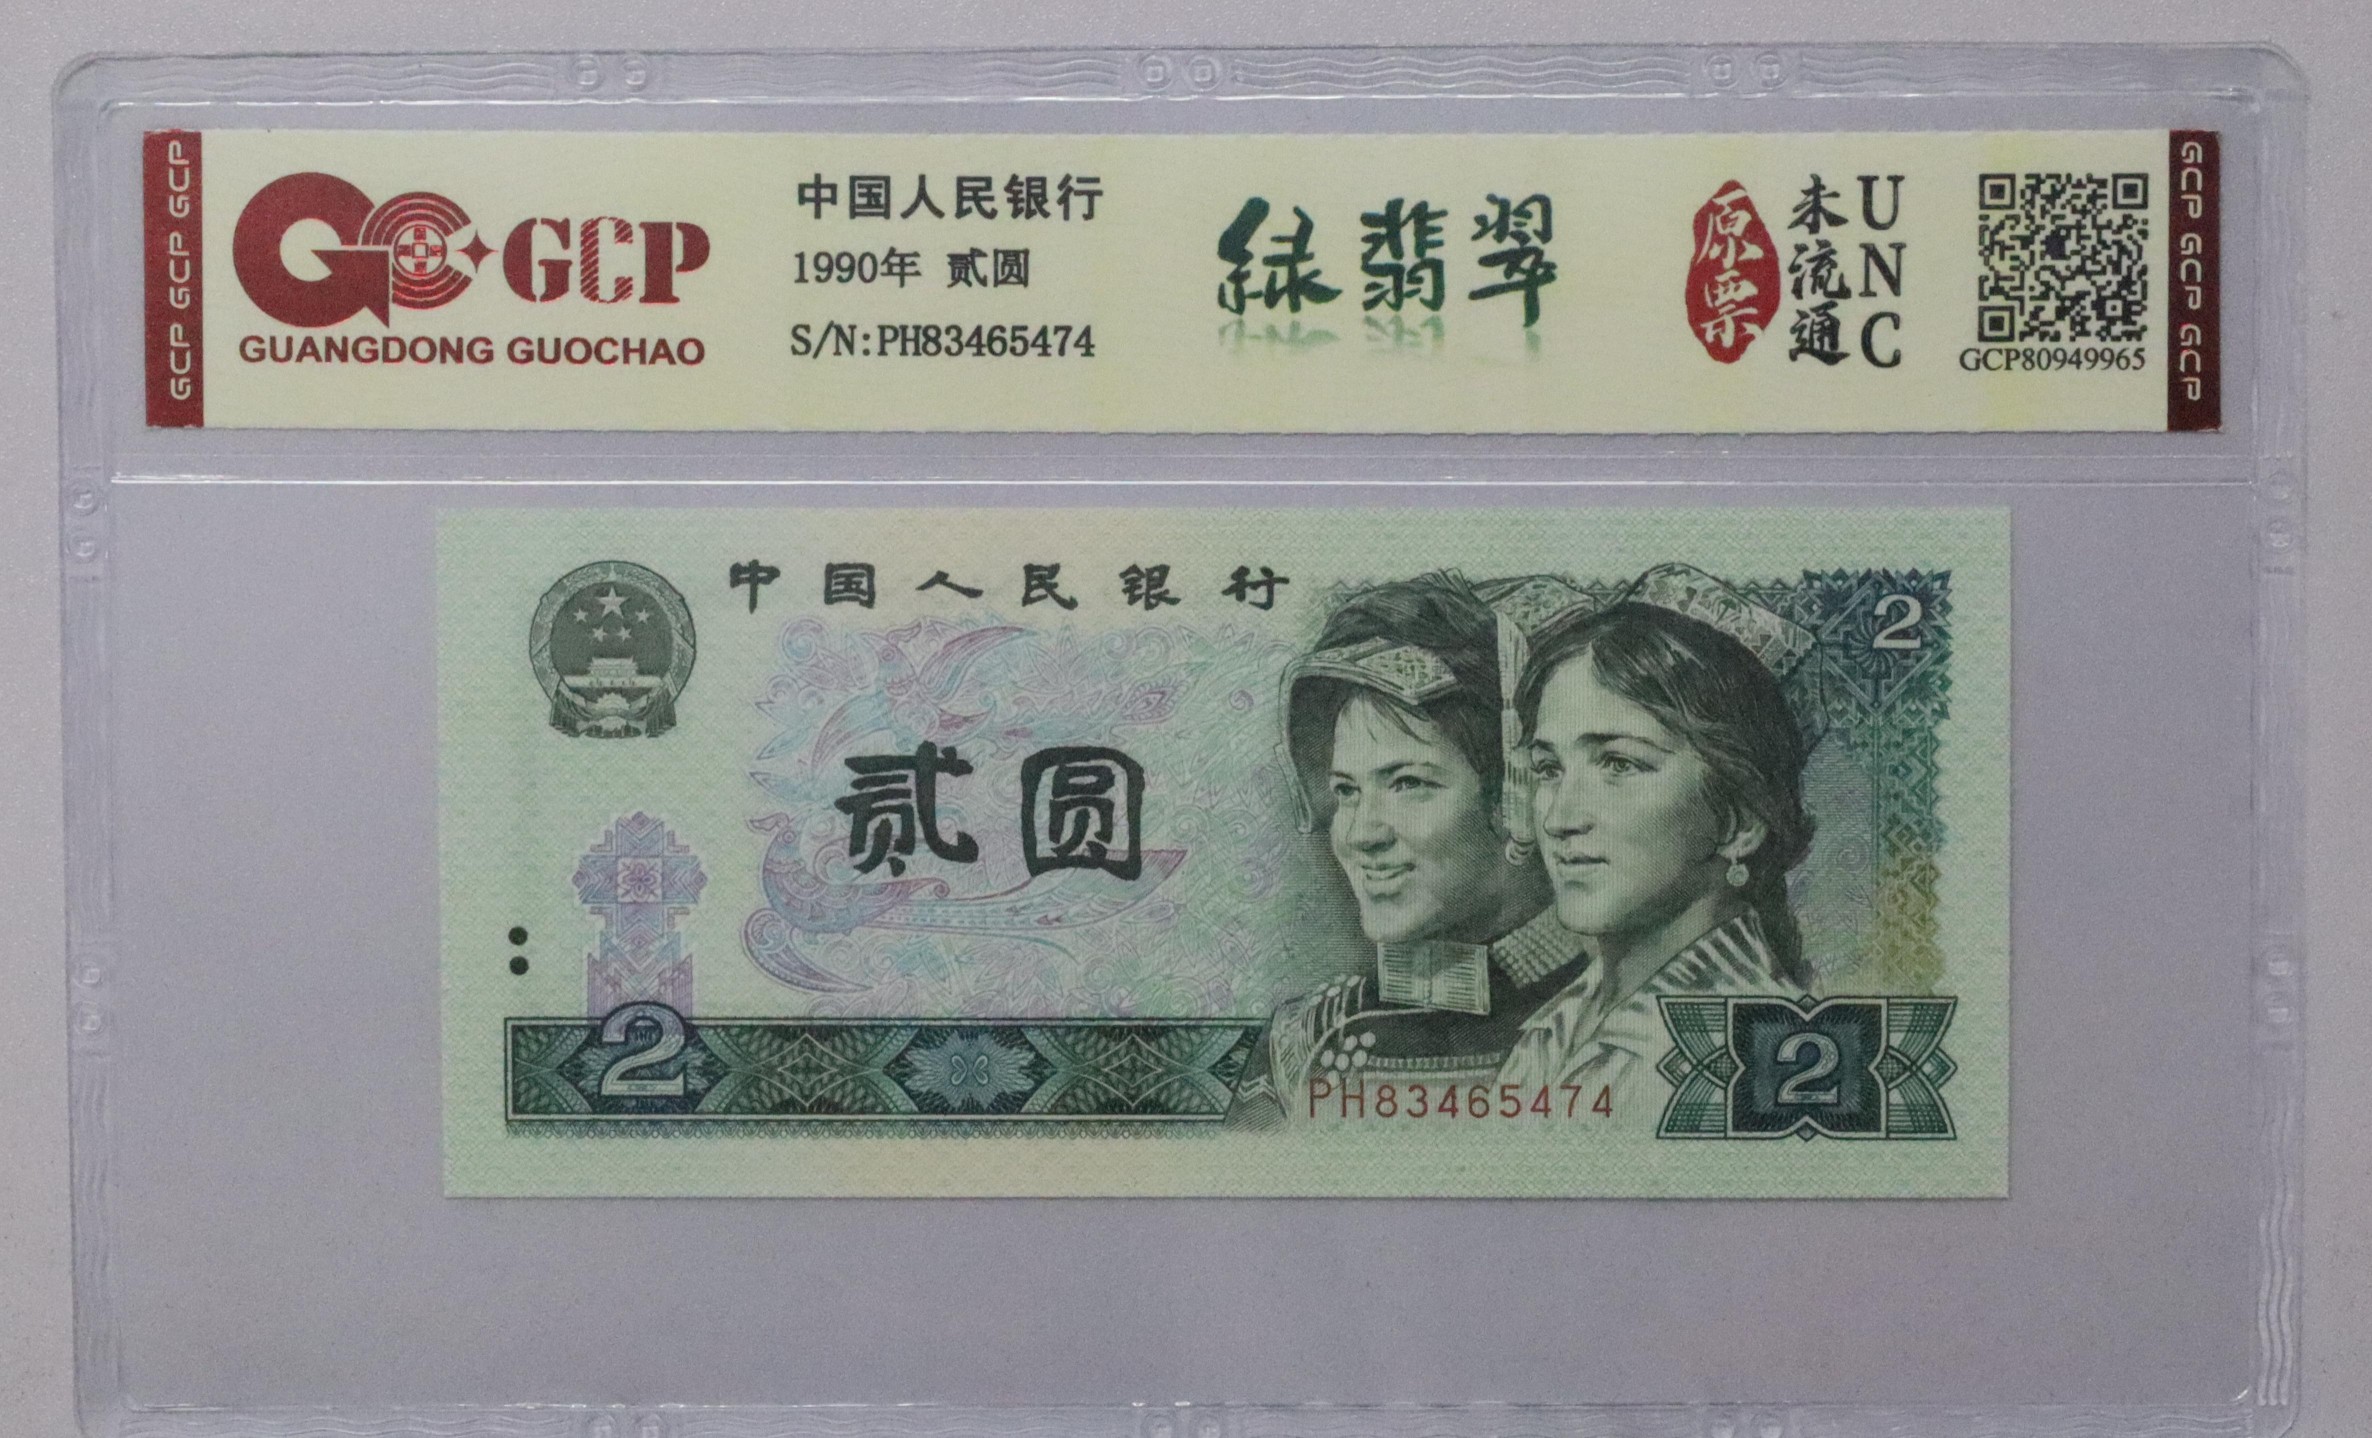 GCP GCP GCP
GCP
GUANGDONG GUOCHAO
中国人民银行
1990年 贰圆
S/N:PH83465474
绿翡翠
原票
未流通
UNC
GCP80949965
GCP GCP GCP
中国人民银行
2
贰圆
2
PH83465474
2